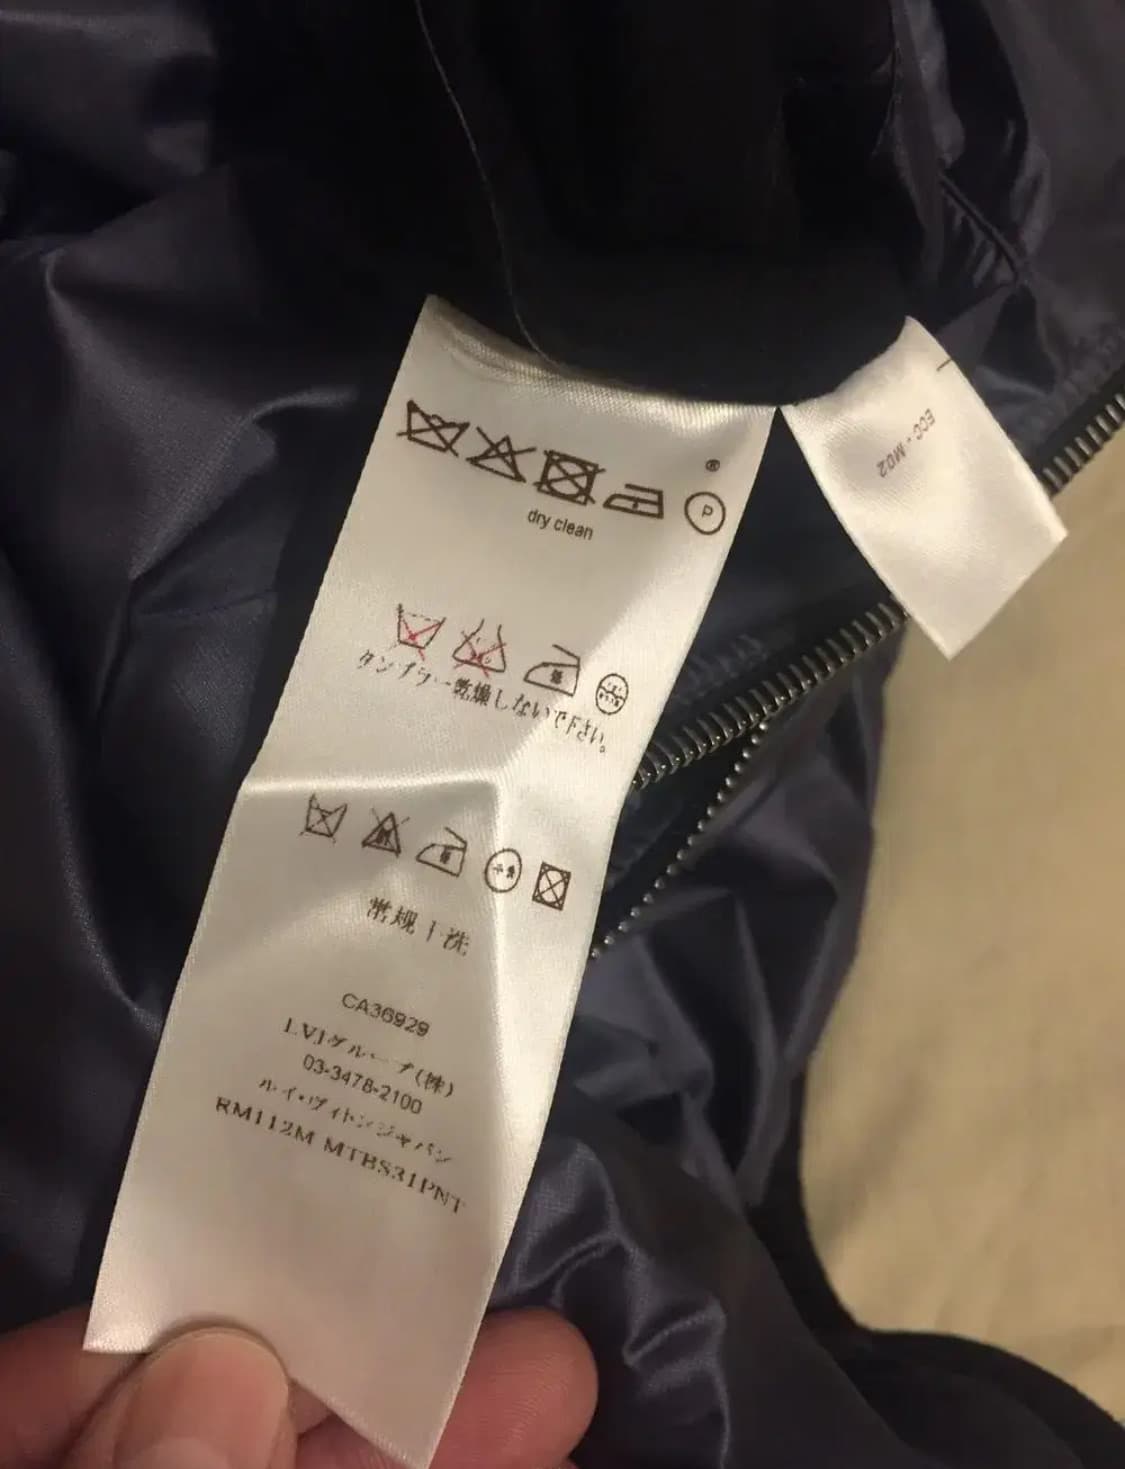 ®
P
dry clean
タンブラー乾燥しないで下さい。
常规干洗
CA36929
LVJグループ(株)
03-3478-2100
ルイ・ヴィトンジャパン
RM112M MTBS31PNT
ECC-M02